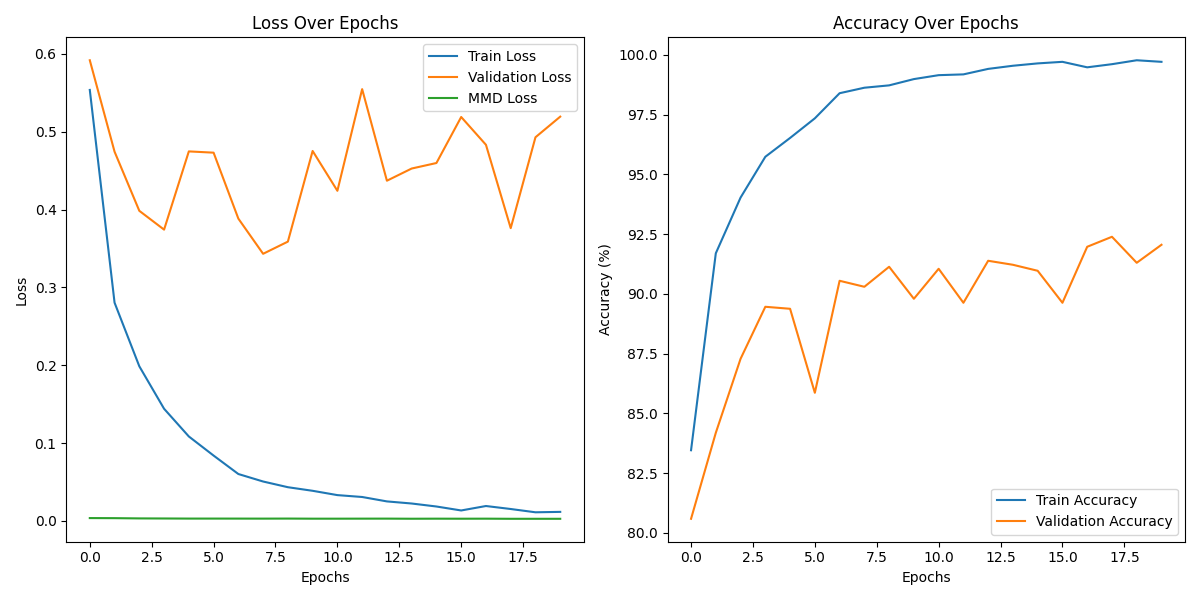 Loss Over Epochs
0.6
0.5
0.4
0.3
0.2
0.1
0.0
Loss
Train Loss
Validation Loss
MMD Loss
0.0 2.5 5.0 7.5 10.0 12.5 15.0 17.5
Epochs
Accuracy Over Epochs
100.0
97.5
95.0
92.5
90.0
87.5
85.0
82.5
80.0
Accuracy (%)
Train Accuracy
Validation Accuracy
0.0 2.5 5.0 7.5 10.0 12.5 15.0 17.5
Epochs